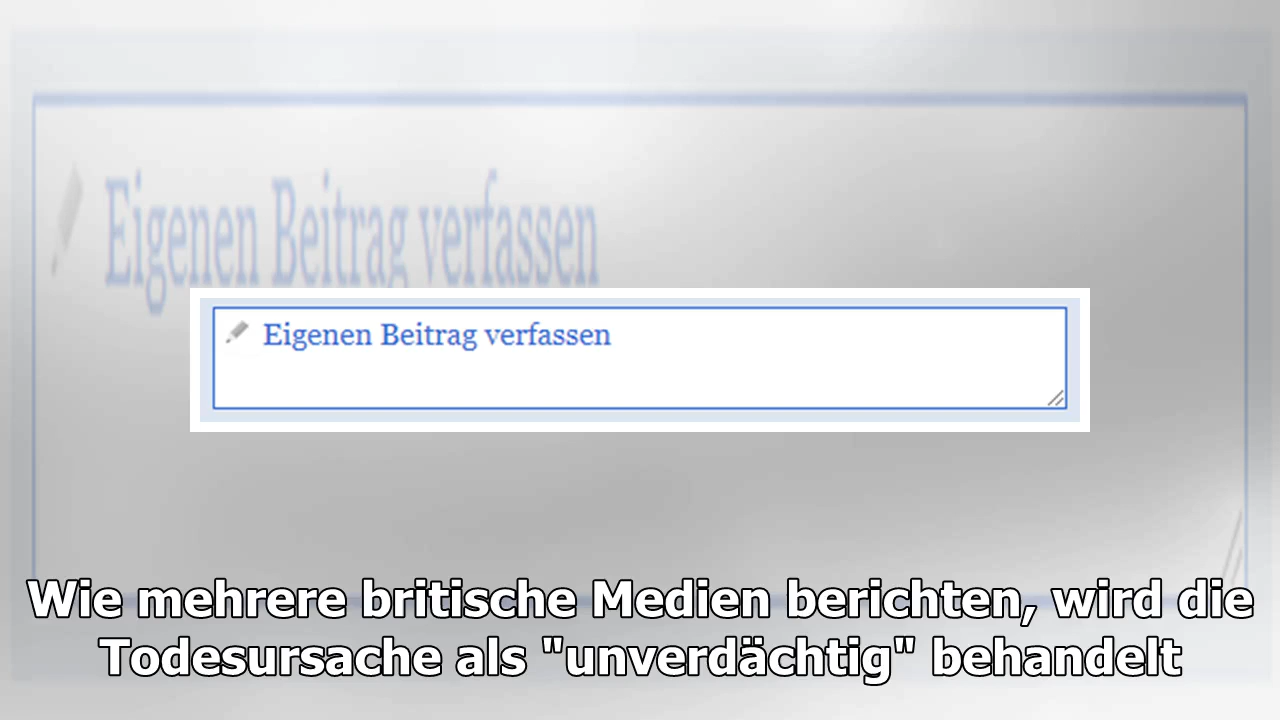 Eigenen Beitrag verfassen
Eigenen Beitrag verfassen
Wie mehrere britische Medien berichten, wird die
Todesursache als "unverdächtig" behandelt